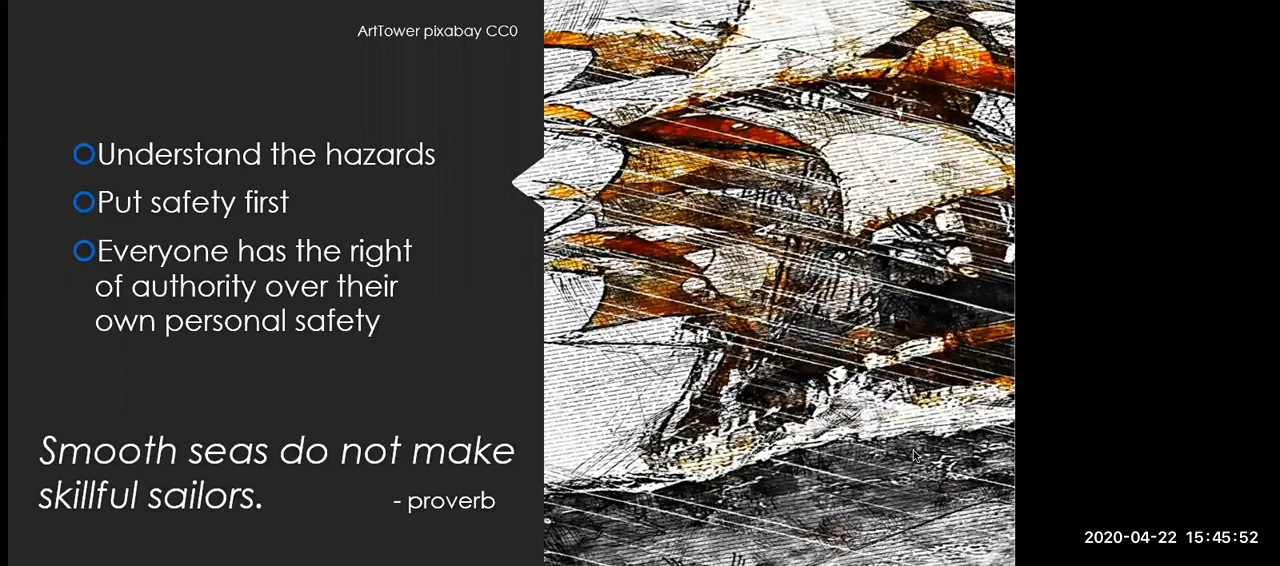 ArtTower pixabay CC0
Understand the hazards
Put safety first
Everyone has the right
of authority over their
own personal safety
Smooth seas do not make
skillful sailors.
- proverb
2020-04-22 15:45:52